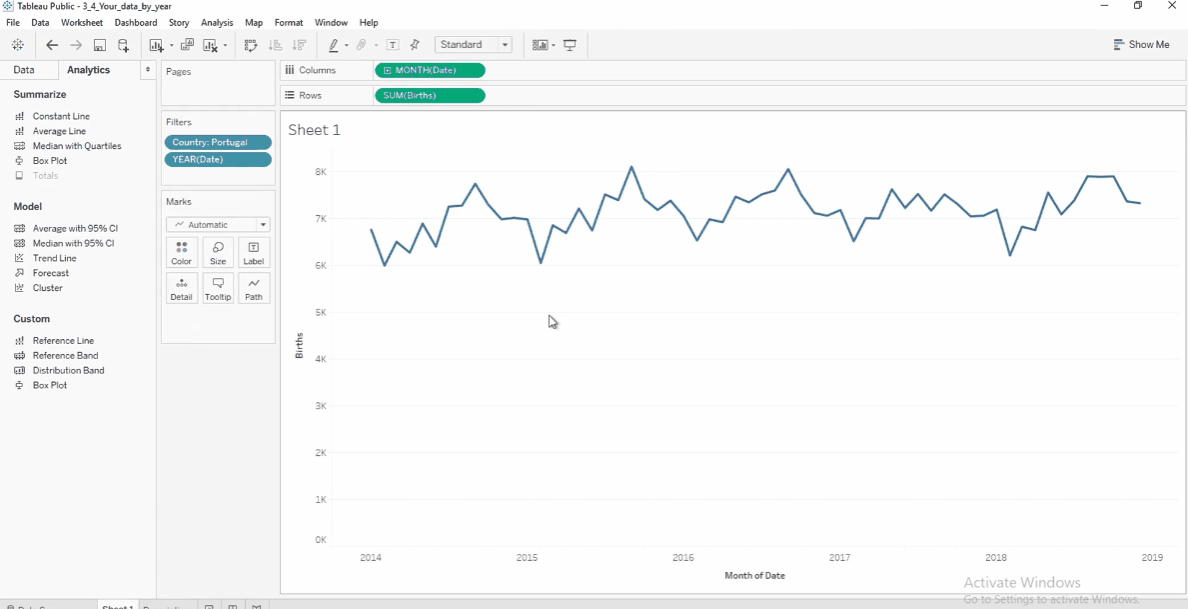 Tableau Public - 3_4_Your_data_by_year
File Data Worksheet Dashboard Story Analysis Map Format Window Help
Standard
Show Me
Data Analytics
Summarize
Constant Line
Average Line
Median with Quartiles
Box Plot
Totals
Model
Average with 95% CI
Median with 95% CI
Trend Line
Forecast
Cluster
Custom
Reference Line
Reference Band
Distribution Band
Box Plot
Pages
Filters
Country: Portugal
YEAR(Date)
Marks
Automatic
Color Size Label
Detail Tooltip Path
Columns MONTH(Date)
Rows SUM(Births)
Sheet 1
8K
7K
6K
5K
4K
3K
2K
1K
0K
Births
2014 2015 2016 2017 2018 2019
Month of Date
Activate Windows
Go to Settings to activate Windows.
Sheet 1